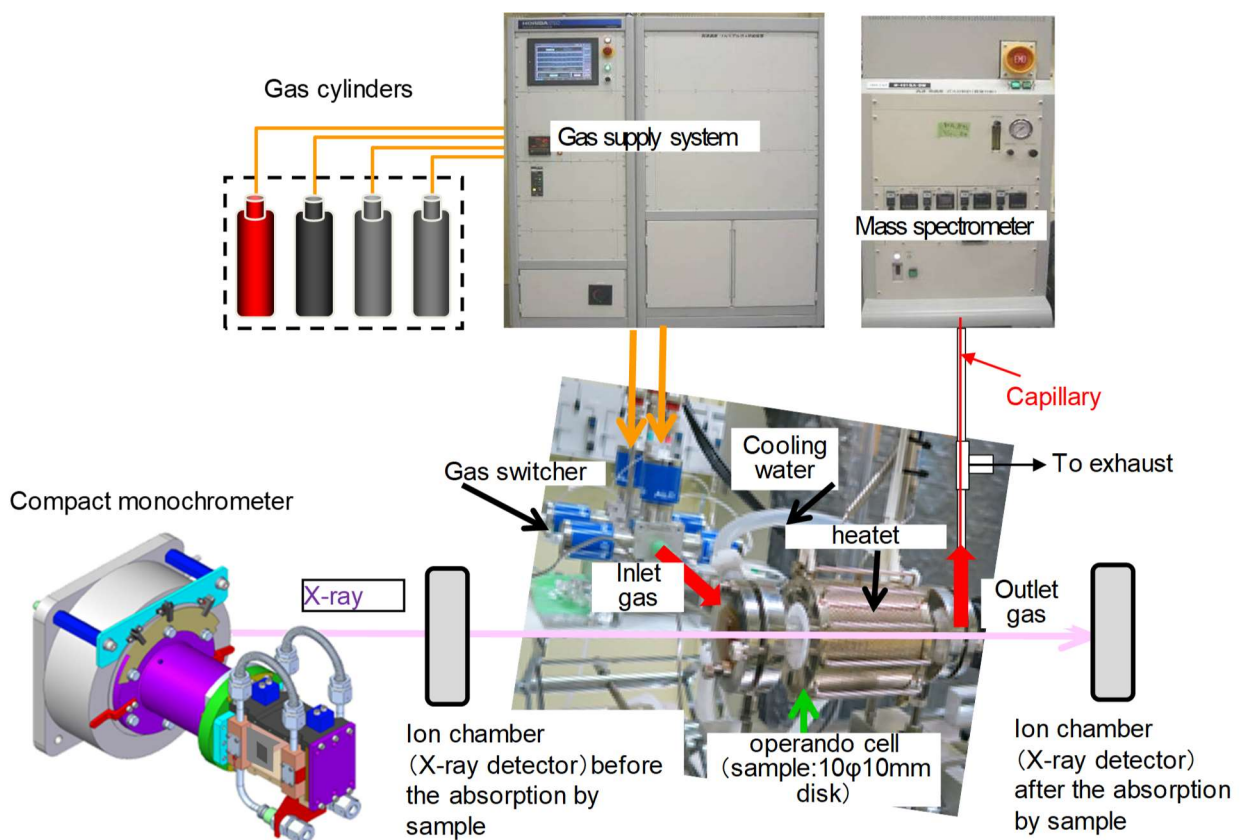 HORIBA
Gas cylinders
Gas supply system
Mass spectrometer
Capillary
To exhaust
Cooling
water
Gas switcher
heatet
Compact monochrometer
X-ray
Inlet
gas
Outlet
gas
Ion chamber
（X-ray detector）before
the absorption by
sample
operando cell
（sample:10φ10mm
disk）
Ion chamber
（X-ray detector）
after the absorption
by sample